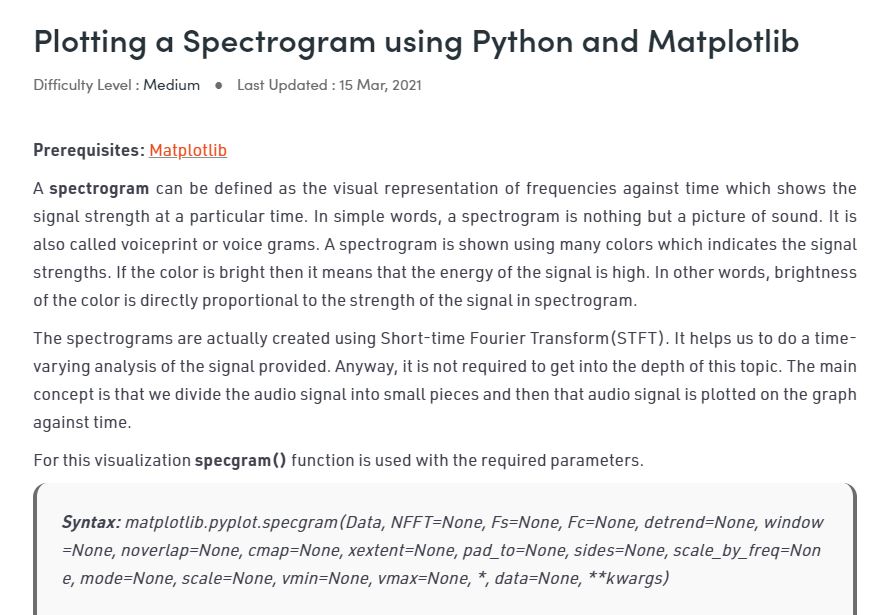 Plotting a Spectrogram using Python and Matplotlib
Difficulty Level : Medium ● Last Updated : 15 Mar, 2021
Prerequisites: Matplotlib
A spectrogram can be defined as the visual representation of frequencies against time which shows the
signal strength at a particular time. In simple words, a spectrogram is nothing but a picture of sound. It is
also called voiceprint or voice grams. A spectrogram is shown using many colors which indicates the signal
strengths. If the color is bright then it means that the energy of the signal is high. In other words, brightness
of the color is directly proportional to the strength of the signal in spectrogram.
The spectrograms are actually created using Short-time Fourier Transform(STFT). It helps us to do a time-
varying analysis of the signal provided. Anyway, it is not required to get into the depth of this topic. The main
concept is that we divide the audio signal into small pieces and then that audio signal is plotted on the graph
against time.
For this visualization specgram() function is used with the required parameters.
Syntax: matplotlib.pyplot.specgram(Data, NFFT=None, Fs=None, Fc=None, detrend=None, window
=None, noverlap=None, cmap=None, xextent=None, pad_to=None, sides=None, scale_by_freq=Non
e, mode=None, scale=None, vmin=None, vmax=None, *, data=None, **kwargs)